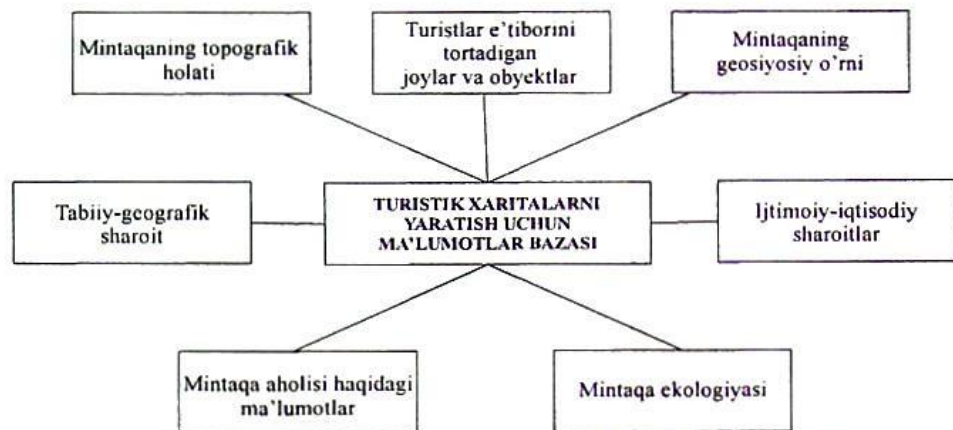 Mintaqaning topografik
holati
Turistlar e'tiborini
tortadigan
joylar va obyektlar
Mintaqaning
geosiyosiy o'rni
Tabiiy-geografik
sharoit
TURISTIK XARITALARNI
YARATISH UCHUN
MA'LUMOTLAR BAZASI
Ijtimoiy-iqtisodiy
sharoitlar
Mintaqa aholisi haqidagi
ma'lumotlar
Mintaqa ekologiyasi